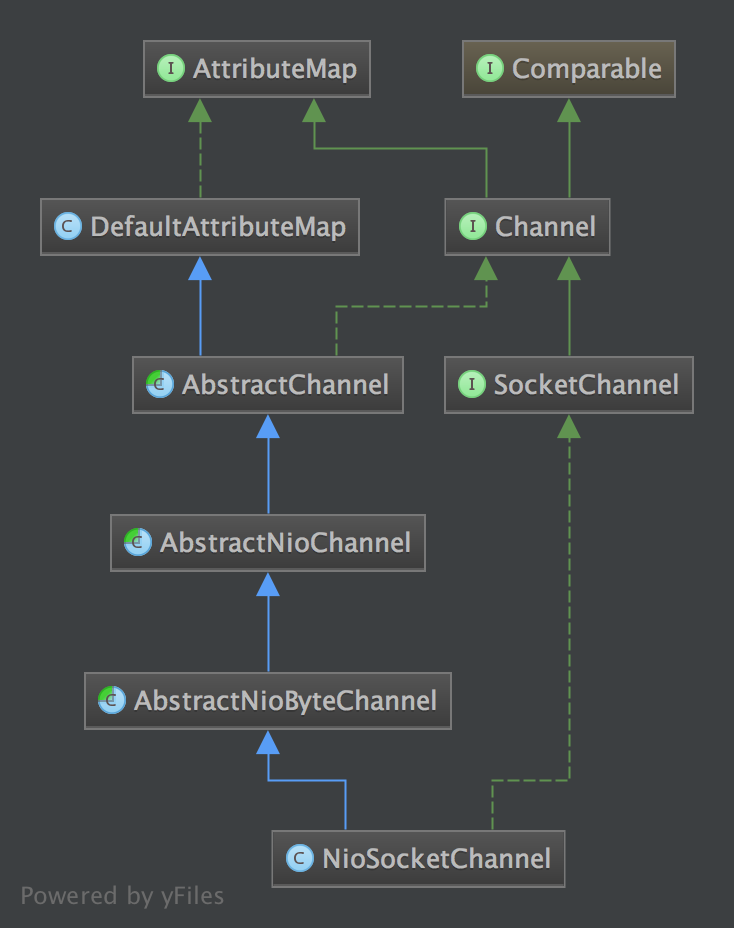 I AttributeMap
I Comparable
C DefaultAttributeMap
I Channel
C AbstractChannel
I SocketChannel
C AbstractNioChannel
C AbstractNioByteChannel
C NioSocketChannel
Powered by yFiles